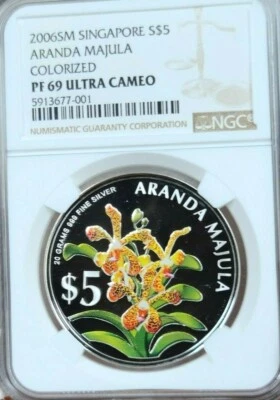 2006SM SINGAPORE S$5
ARANDA MAJULA
COLORIZED
PF 69 ULTRA CAMEO
5913677-001
NUMISMATIC GUARANTY CORPORATION
NGC
20 GRAMS 999 FINE SILVER
ARANDA MAJULA
$5